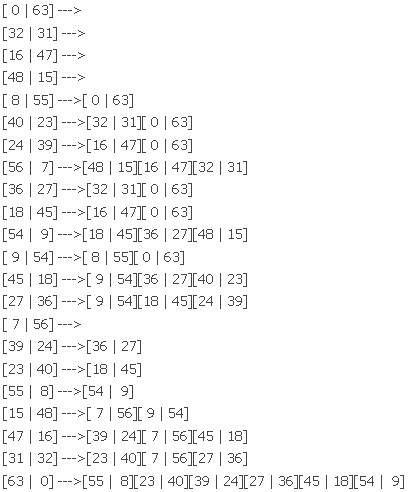 [ 0 | 63] --->
[32 | 31] --->
[16 | 47] --->
[48 | 15] --->
[ 8 | 55] --->[ 0 | 63]
[40 | 23] --->[32 | 31][ 0 | 63]
[24 | 39] --->[16 | 47][ 0 | 63]
[56 |  7] --->[48 | 15][16 | 47][32 | 31]
[36 | 27] --->[32 | 31][ 0 | 63]
[18 | 45] --->[16 | 47][ 0 | 63]
[54 |  9] --->[18 | 45][36 | 27][48 | 15]
[ 9 | 54] --->[ 8 | 55][ 0 | 63]
[45 | 18] --->[ 9 | 54][36 | 27][40 | 23]
[27 | 36] --->[ 9 | 54][18 | 45][24 | 39]
[ 7 | 56] --->
[39 | 24] --->[36 | 27]
[23 | 40] --->[18 | 45]
[55 |  8] --->[54 |  9]
[15 | 48] --->[ 7 | 56][ 9 | 54]
[47 | 16] --->[39 | 24][ 7 | 56][45 | 18]
[31 | 32] --->[23 | 40][ 7 | 56][27 | 36]
[63 |  0] --->[55 |  8][23 | 40][39 | 24][27 | 36][45 | 18][54 |  9]